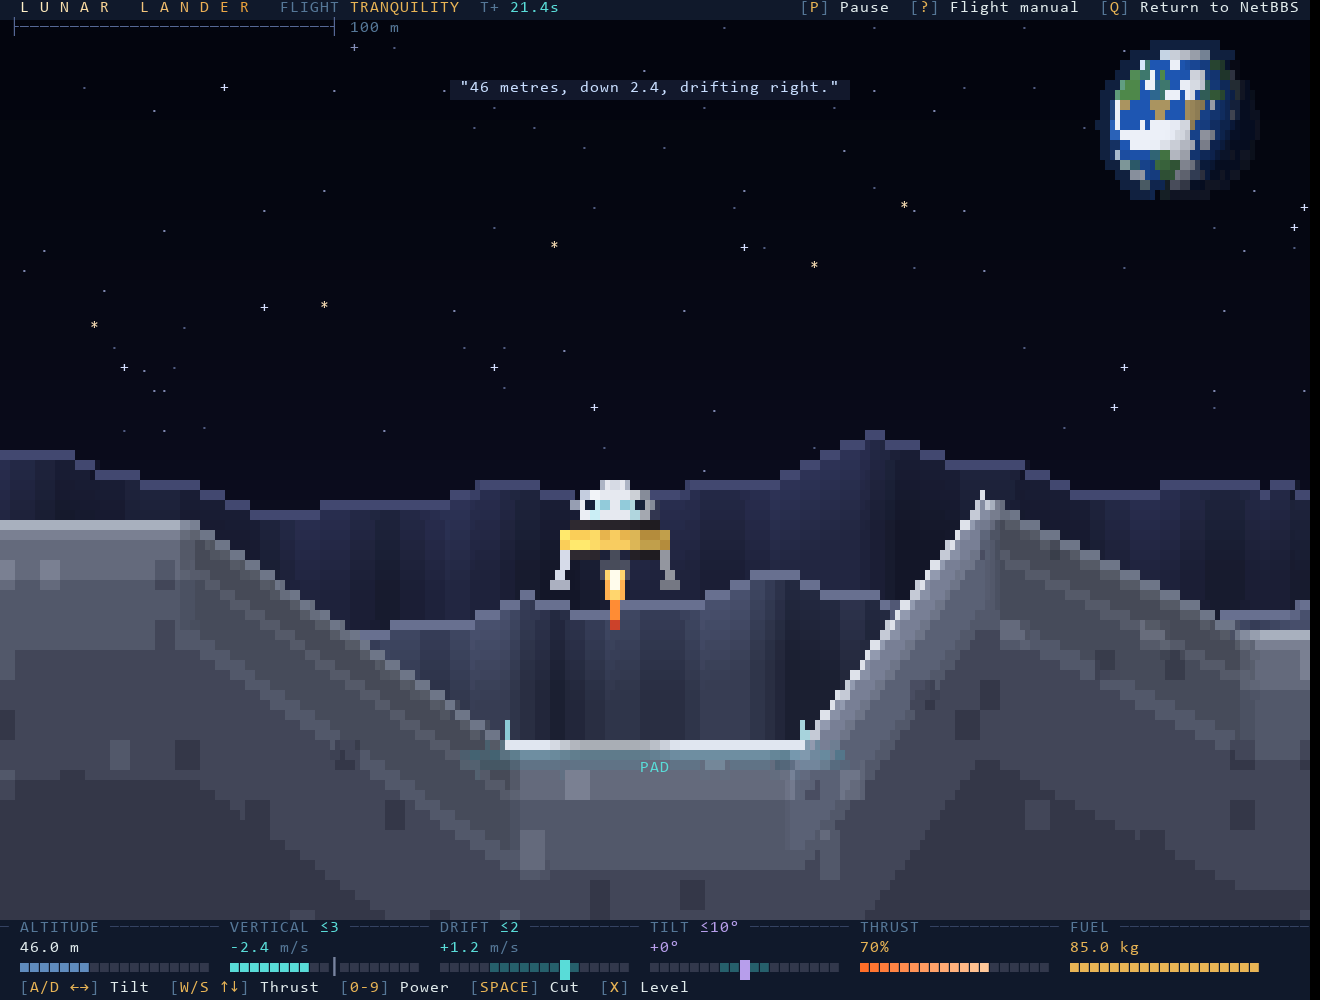 LUNAR LANDER FLIGHT TRANQUILITY T+ 21.4s [P] Pause [?] Flight manual [Q] Return to NetBBS
100 m
"46 metres, down 2.4, drifting right."
PAD
ALTITUDE VERTICAL ≤3 DRIFT ≤2 TILT ≤10° THRUST FUEL
46.0 m -2.4 m/s +1.2 m/s +0° 70% 85.0 kg
[A/D ↔] Tilt [W/S ↑↓] Thrust [0-9] Power [SPACE] Cut [X] Level